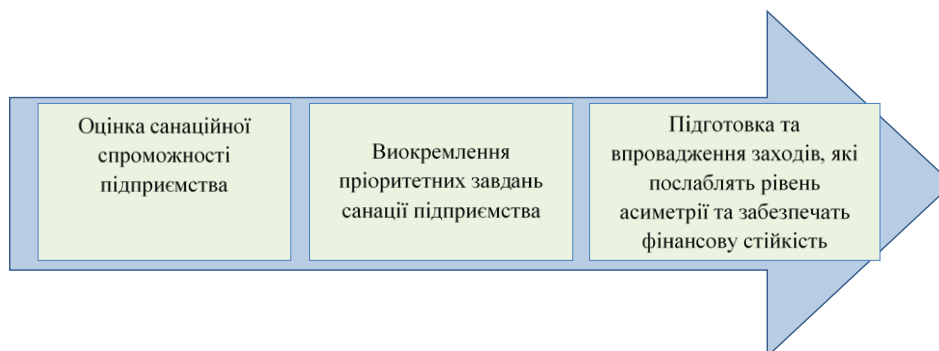 Оцінка санаційної
спроможності
підприємства
Виокремлення
пріоритетних завдань
санації підприємства
Підготовка та
впровадження заходів, які
послаблять рівень
асиметрії та забезпечать
фінансову стійкість